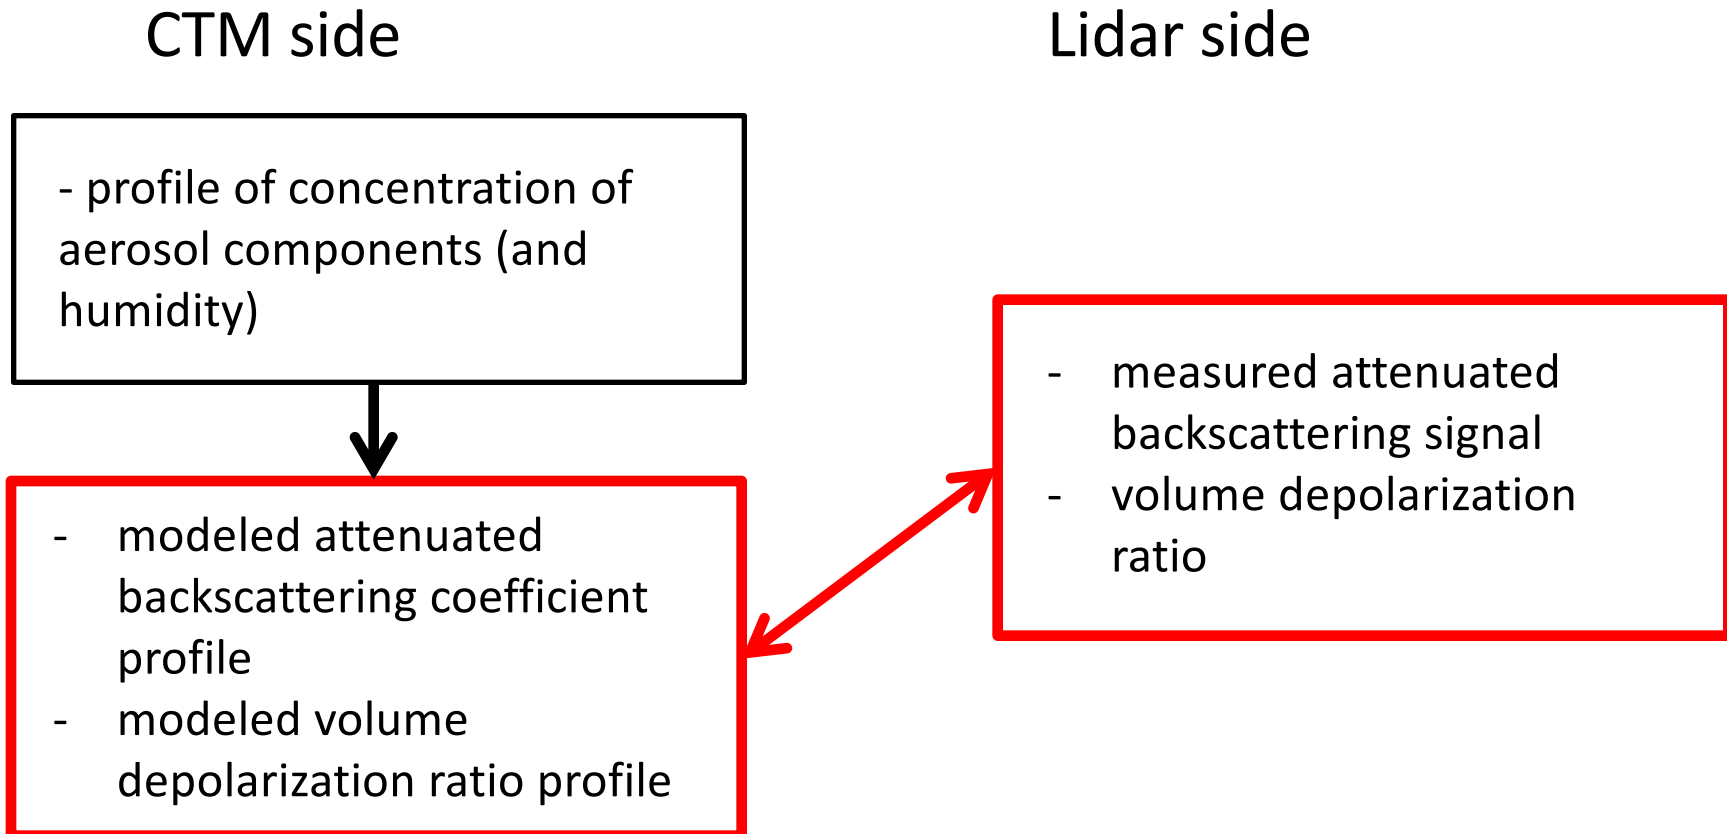 CTM side
Lidar side
- profile of concentration of
aerosol components (and
humidity)
- modeled attenuated
backscattering coefficient
profile
- modeled volume
depolarization ratio profile
- measured attenuated
backscattering signal
- volume depolarization
ratio